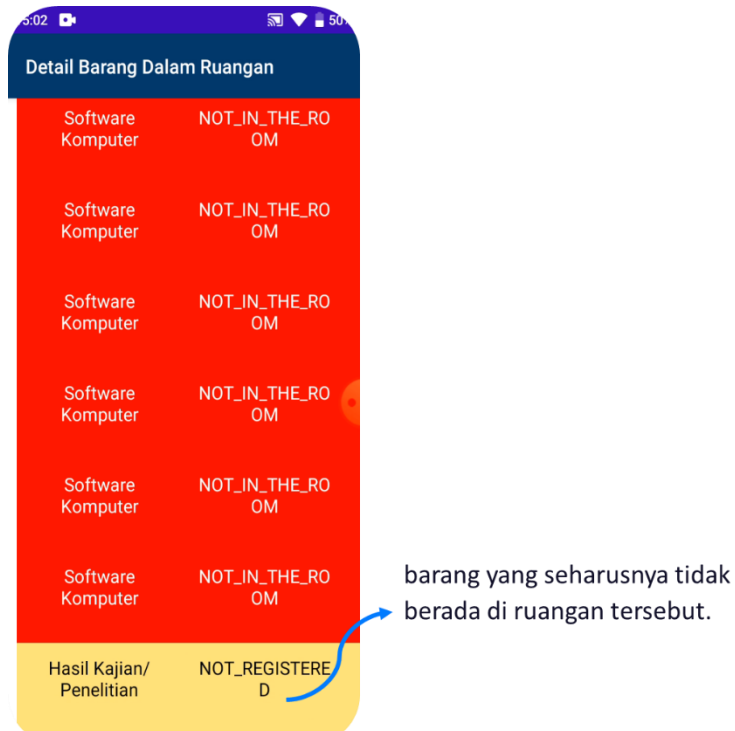 5:02 50%
Detail Barang Dalam Ruangan
Software NOT_IN_THE_RO
Komputer OM
Software NOT_IN_THE_RO
Komputer OM
Software NOT_IN_THE_RO
Komputer OM
Software NOT_IN_THE_RO
Komputer OM
Software NOT_IN_THE_RO
Komputer OM
Software NOT_IN_THE_RO
Komputer OM
Hasil Kajian/ NOT_REGISTERE
Penelitian D
barang yang seharusnya tidak
berada di ruangan tersebut.